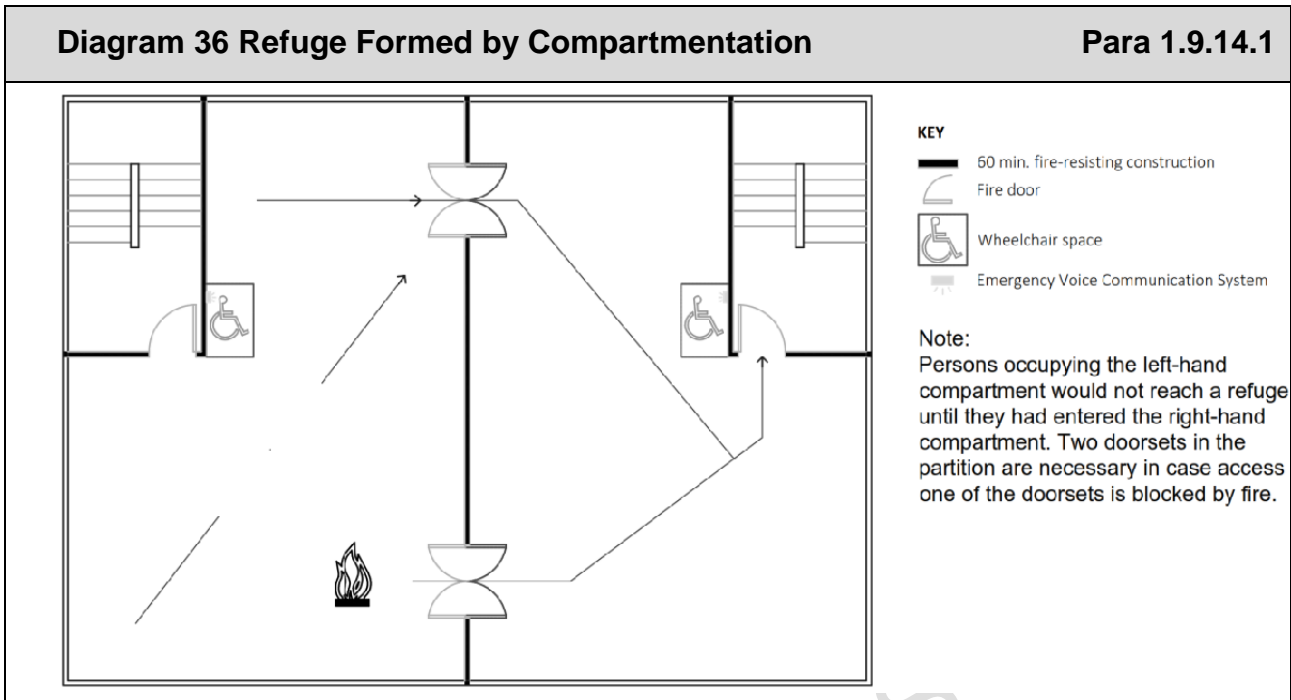 Diagram 36 Refuge Formed by Compartmentation Para 1.9.14.1
KEY
60 min. fire-resisting construction
Fire door
Wheelchair space
Emergency Voice Communication System
Note:
Persons occupying the left-hand
compartment would not reach a refuge
until they had entered the right-hand
compartment. Two doorsets in the
partition are necessary in case access
one of the doorsets is blocked by fire.